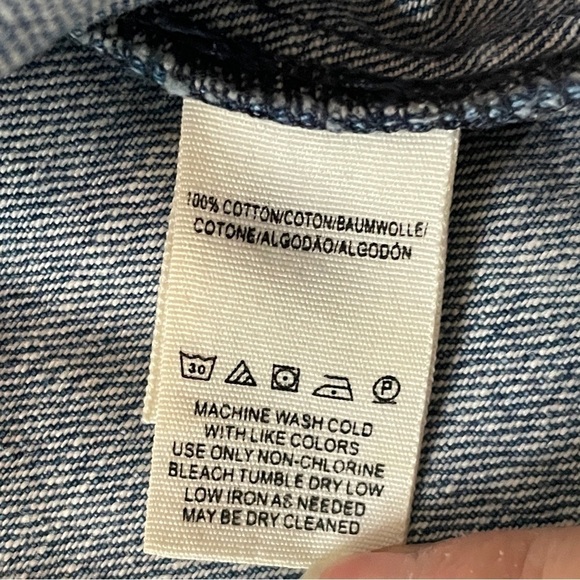 100% COTTON/COTON/BAUMWOLLE/
COTONE/ALGODÃO/ALGODÓN
30 P
MACHINE WASH COLD
WITH LIKE COLORS
USE ONLY NON-CHLORINE
BLEACH TUMBLE DRY LOW
LOW IRON AS NEEDED
MAY BE DRY CLEANED